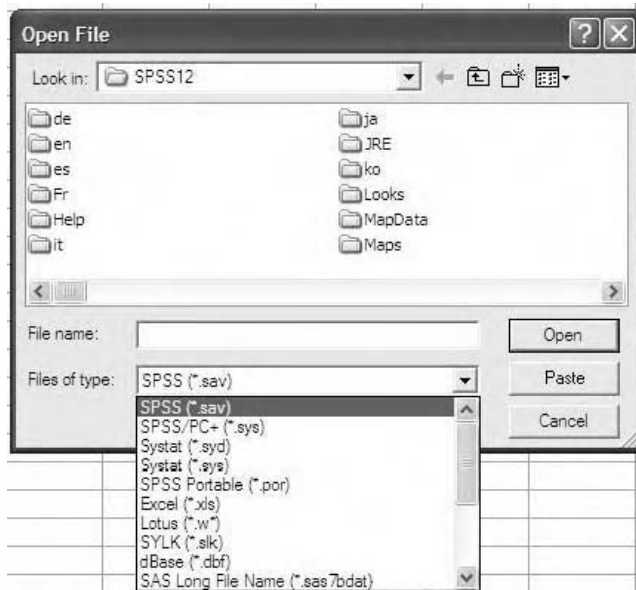 Open File
Look in: SPSS12
de
en
es
Fr
Help
it
ja
JRE
ko
Looks
MapData
Maps
File name:
Open
Files of type: SPSS (*.sav)
Paste
Cancel
SPSS (*.sav)
SPSS/PC+ (*.sys)
Systat (*.syd)
Systat (*.sys)
SPSS Portable (*.por)
Excel (*.xls)
Lotus (*.w*)
SYLK (*.slk)
dBase (*.dbf)
SAS Long File Name (*.sas7bdat)